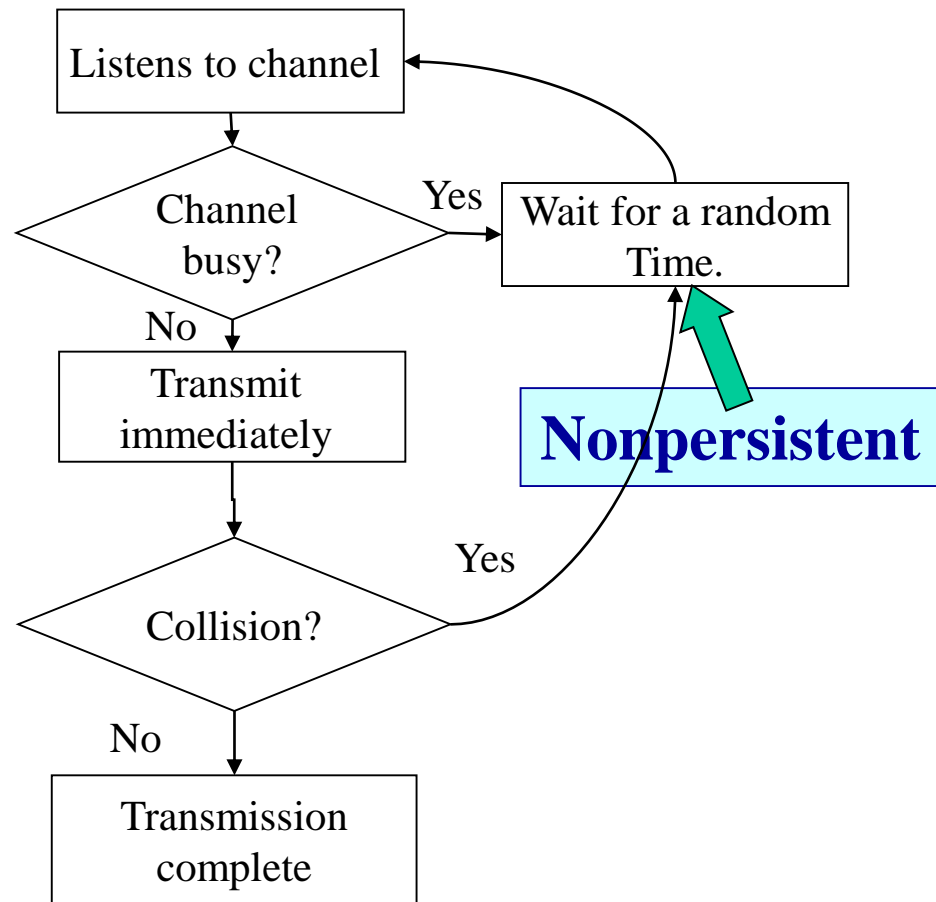 Listens to channel
Channel
busy?
Yes
Wait for a random
Time.
No
Transmit
immediately
Nonpersistent
Collision?
Yes
No
Transmission
complete